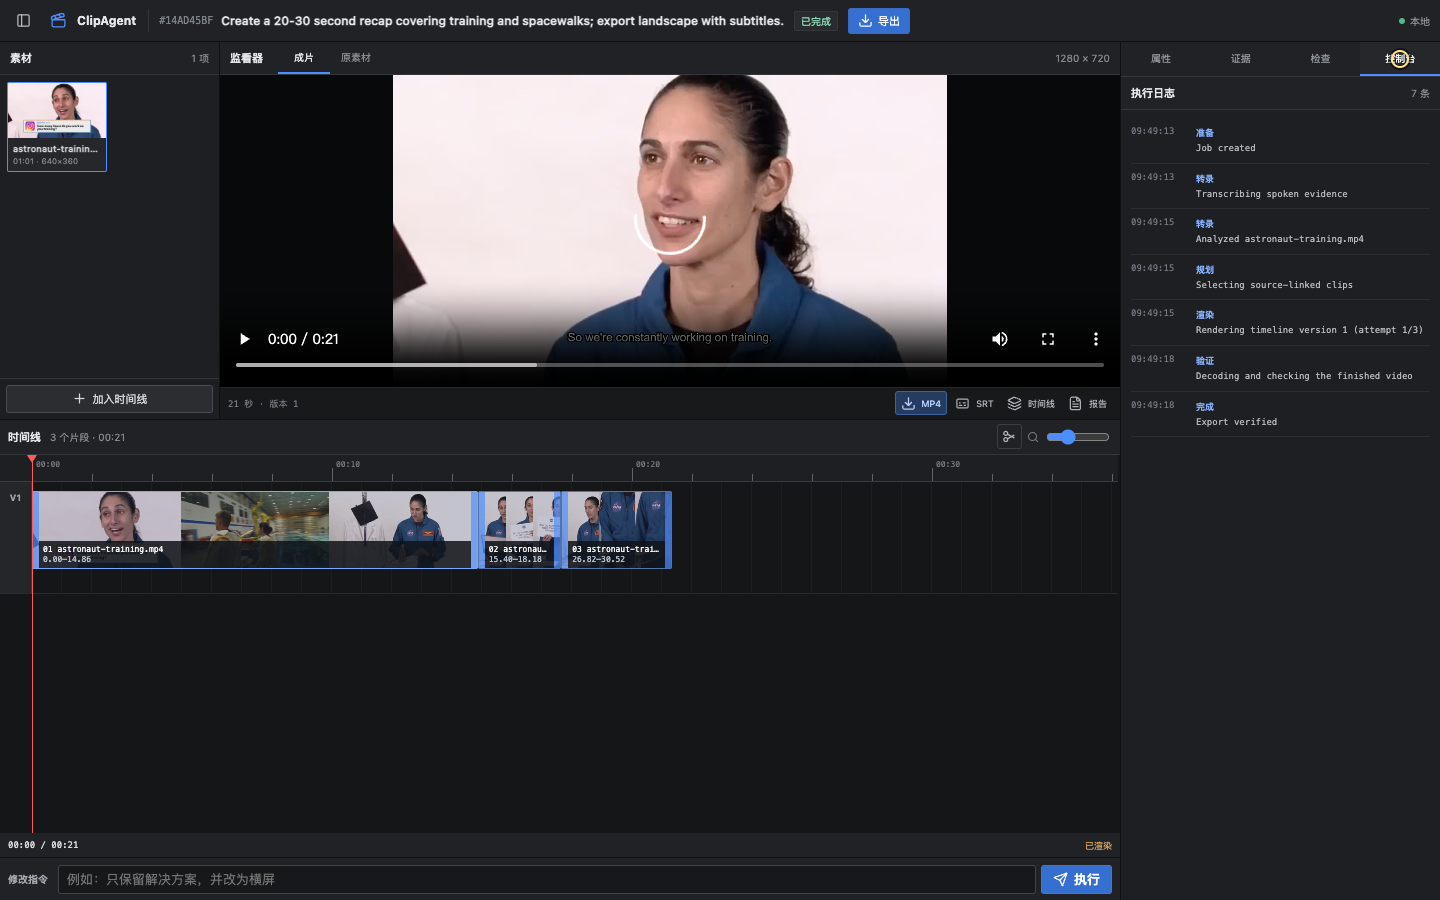 ClipAgent
#14AD45BF
Create a 20-30 second recap covering training and spacewalks; export landscape with subtitles.
已完成
导出
本地
素材
1 项
astronaut-trainin...
01:01 · 640×360
加入时间线
监看器
成片
原素材
1280 × 720
So we're constantly working on training.
0:00 / 0:21
21 秒 · 版本 1
MP4
SRT
时间线
报告
属性
证据
检查
控制台
执行日志
7 条
09:49:13
准备
Job created
09:49:13
转录
Transcribing spoken evidence
09:49:15
转录
Analyzed astronaut-training.mp4
09:49:15
规划
Selecting source-linked clips
09:49:15
渲染
Rendering timeline version 1 (attempt 1/3)
09:49:18
验证
Decoding and checking the finished video
09:49:18
完成
Export verified
时间线
3 个片段 · 00:21
00:00
00:10
00:20
00:30
V1
01 astronaut-training.mp4
0.00–14.86
02 astronau…
15.40–18.18
03 astronaut-trai…
26.82–30.52
00:00 / 00:21
已渲染
修改指令
例如：只保留解决方案，并改为横屏
执行